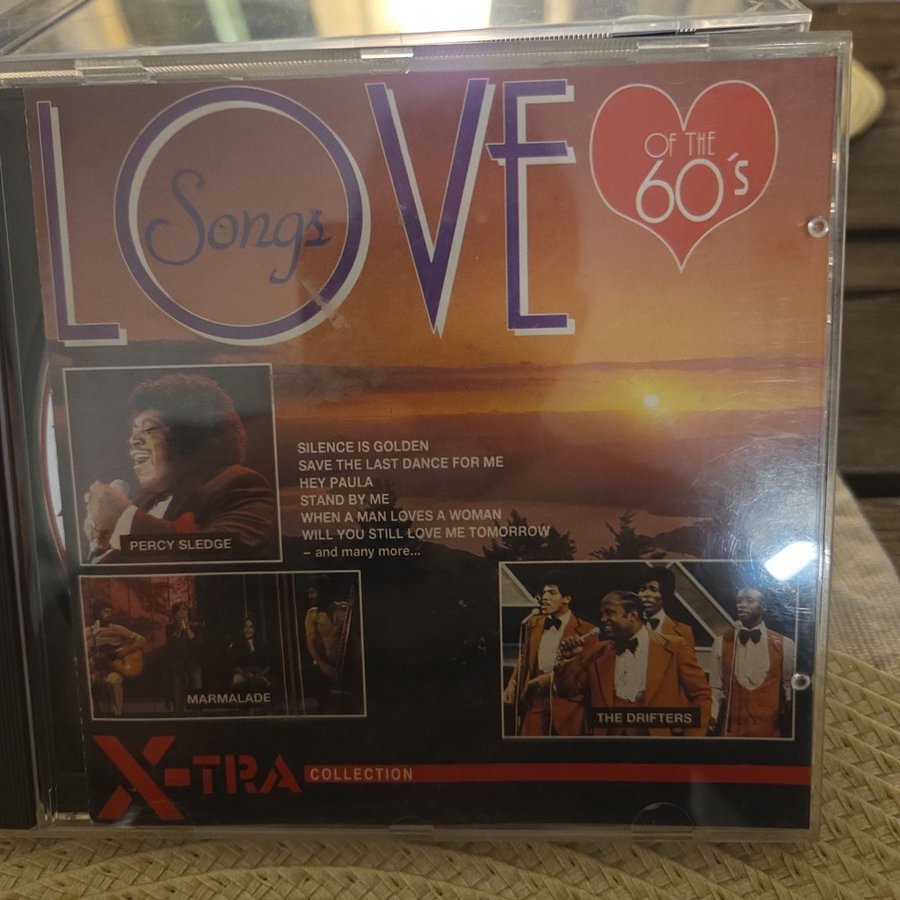 LOVE
Songs
OF THE
60's
SILENCE IS GOLDEN
SAVE THE LAST DANCE FOR ME
HEY PAULA
STAND BY ME
WHEN A MAN LOVES A WOMAN
WILL YOU STILL LOVE ME TOMORROW
– and many more...
PERCY SLEDGE
MARMALADE
THE DRIFTERS
X-TRA COLLECTION